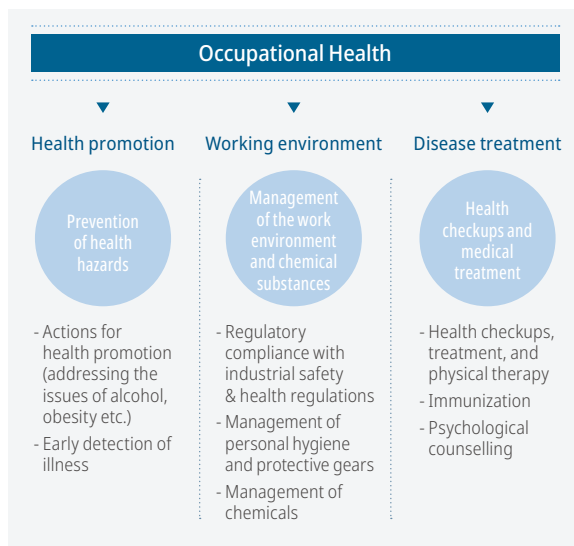 Occupational Health
Health promotion
Prevention
of health
hazards
- Actions for
health promotion
(addressing the
issues of alcohol,
obesity etc.)
- Early detection of
illness
Working environment
Management
of the work
environment
and chemical
substances
- Regulatory
compliance with
industrial safety
& health regulations
- Management of
personal hygiene
and protective gears
- Management of
chemicals
Disease treatment
Health
checkups and
medical
treatment
- Health checkups,
treatment, and
physical therapy
- Immunization
- Psychological
counselling